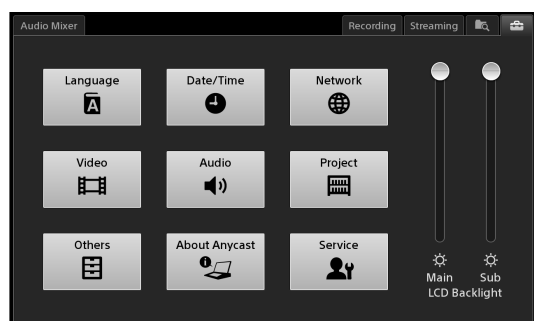 Audio Mixer
Recording
Streaming
Language
A
Date/Time
Network
Video
Audio
Project
Others
About Anycast
Service
Main
Sub
LCD Backlight